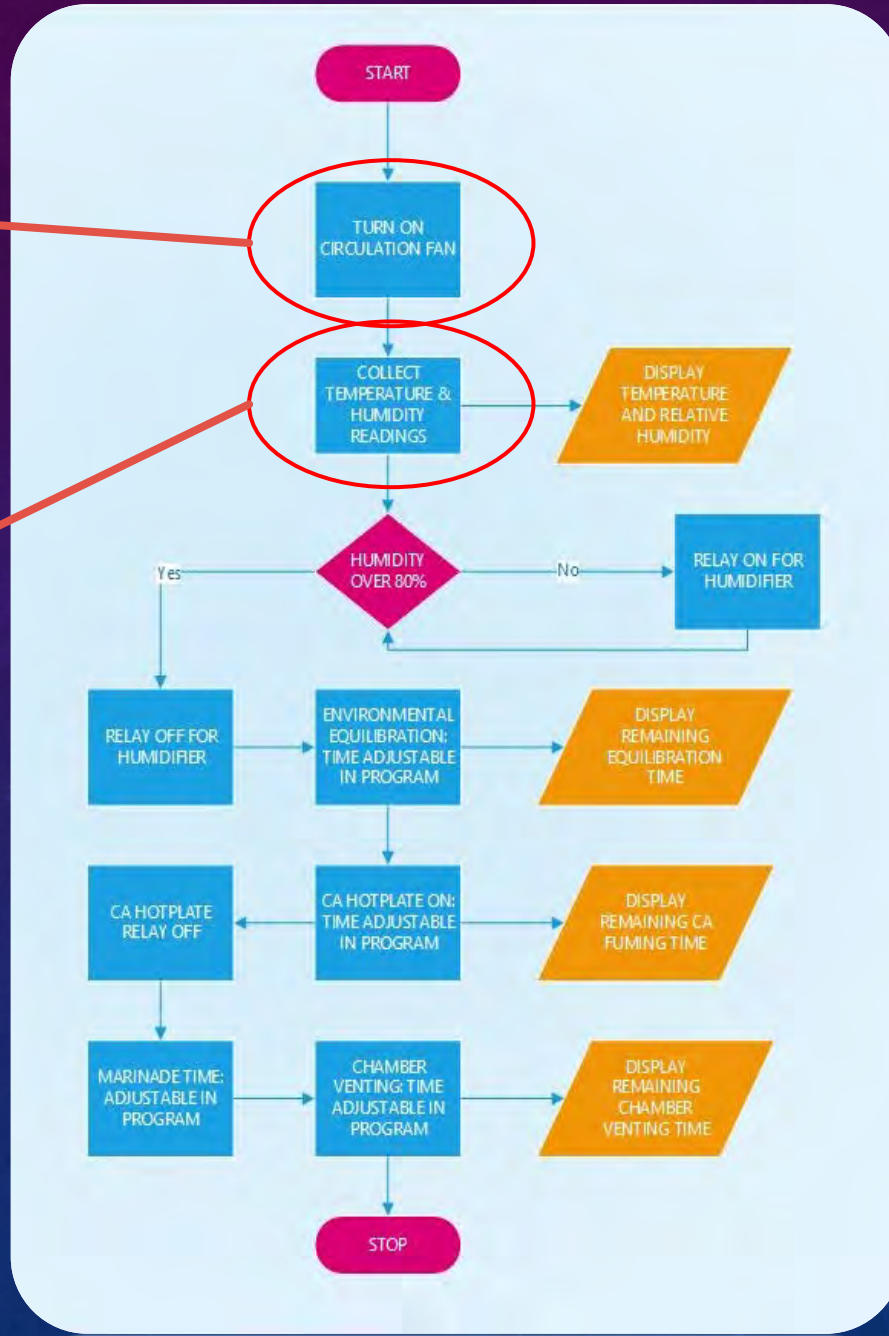 START
TURN ON
CIRCULATION FAN
COLLECT
TEMPERATURE &
HUMIDITY
READINGS
DISPLAY
TEMPERATURE
AND RELATIVE
HUMIDITY
HUMIDITY
OVER 80%
Yes
No
RELAY ON FOR
HUMIDIFIER
RELAY OFF FOR
HUMIDIFIER
ENVIRONMENTAL
EQUILIBRATION:
TIME ADJUSTABLE
IN PROGRAM
DISPLAY
REMAINING
EQUILIBRATION
TIME
CA HOTPLATE
RELAY OFF
CA HOTPLATE ON:
TIME ADJUSTABLE
IN PROGRAM
DISPLAY
REMAINING CA
FUMING TIME
MARINADE TIME:
ADJUSTABLE IN
PROGRAM
CHAMBER
VENTING: TIME
ADJUSTABLE IN
PROGRAM
DISPLAY
REMAINING
CHAMBER
VENTING TIME
STOP